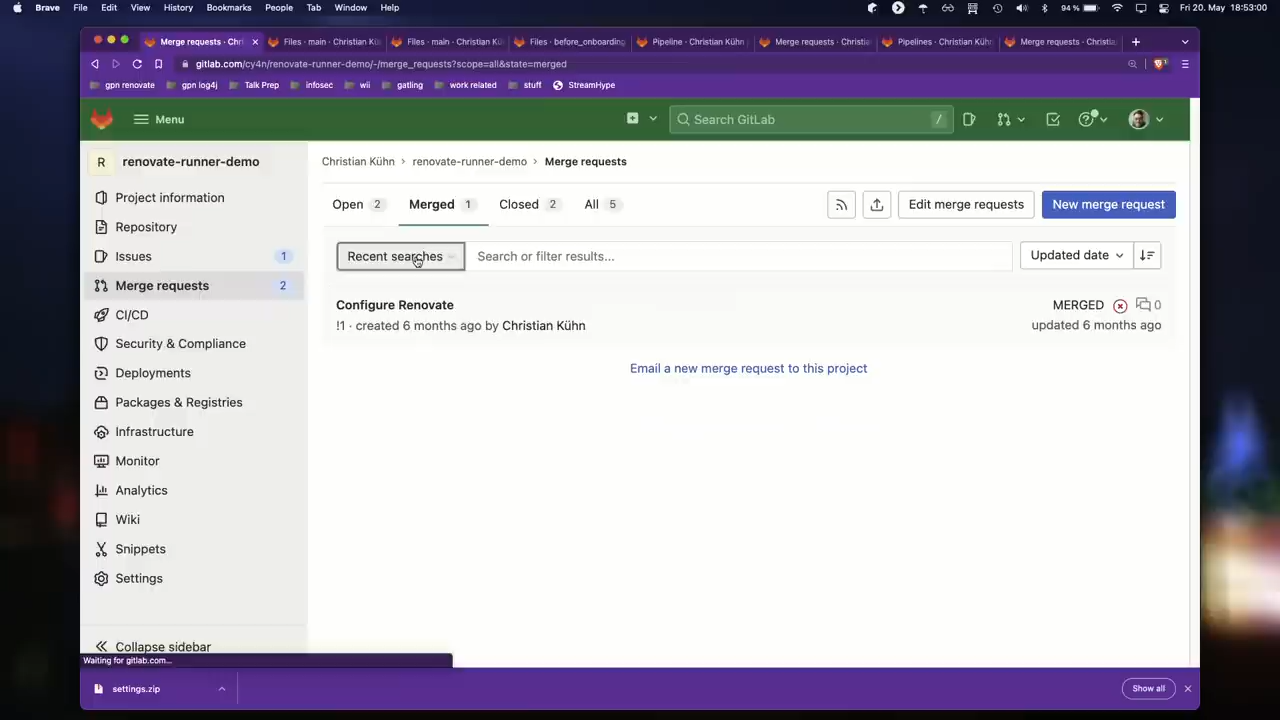 Brave File Edit View History Bookmarks People Tab Window Help 94 % Fri 20. May 18:53:00
Merge requests · Chri Files · main · Christian Kü Files · main · Christian Kü Files · before_onboarding Pipeline · Christian Kühn Merge requests · Christia Pipelines · Christian Kühn Merge requests · Christia
gitlab.com/cy4n/renovate-runner-demo/-/merge_requests?scope=all&state=merged
gpn renovate gpn log4j Talk Prep infosec wii gatling work related stuff StreamHype
Menu Search GitLab /
R renovate-runner-demo
Project information
Repository
Issues 1
Merge requests 2
CI/CD
Security & Compliance
Deployments
Packages & Registries
Infrastructure
Monitor
Analytics
Wiki
Snippets
Settings
Collapse sidebar
Christian Kühn › renovate-runner-demo › Merge requests
Open 2 Merged 1 Closed 2 All 5 Edit merge requests New merge request
Recent searches Search or filter results... Updated date
Configure Renovate MERGED 0
!1 · created 6 months ago by Christian Kühn updated 6 months ago
Email a new merge request to this project
Waiting for gitlab.com...
settings.zip Show all